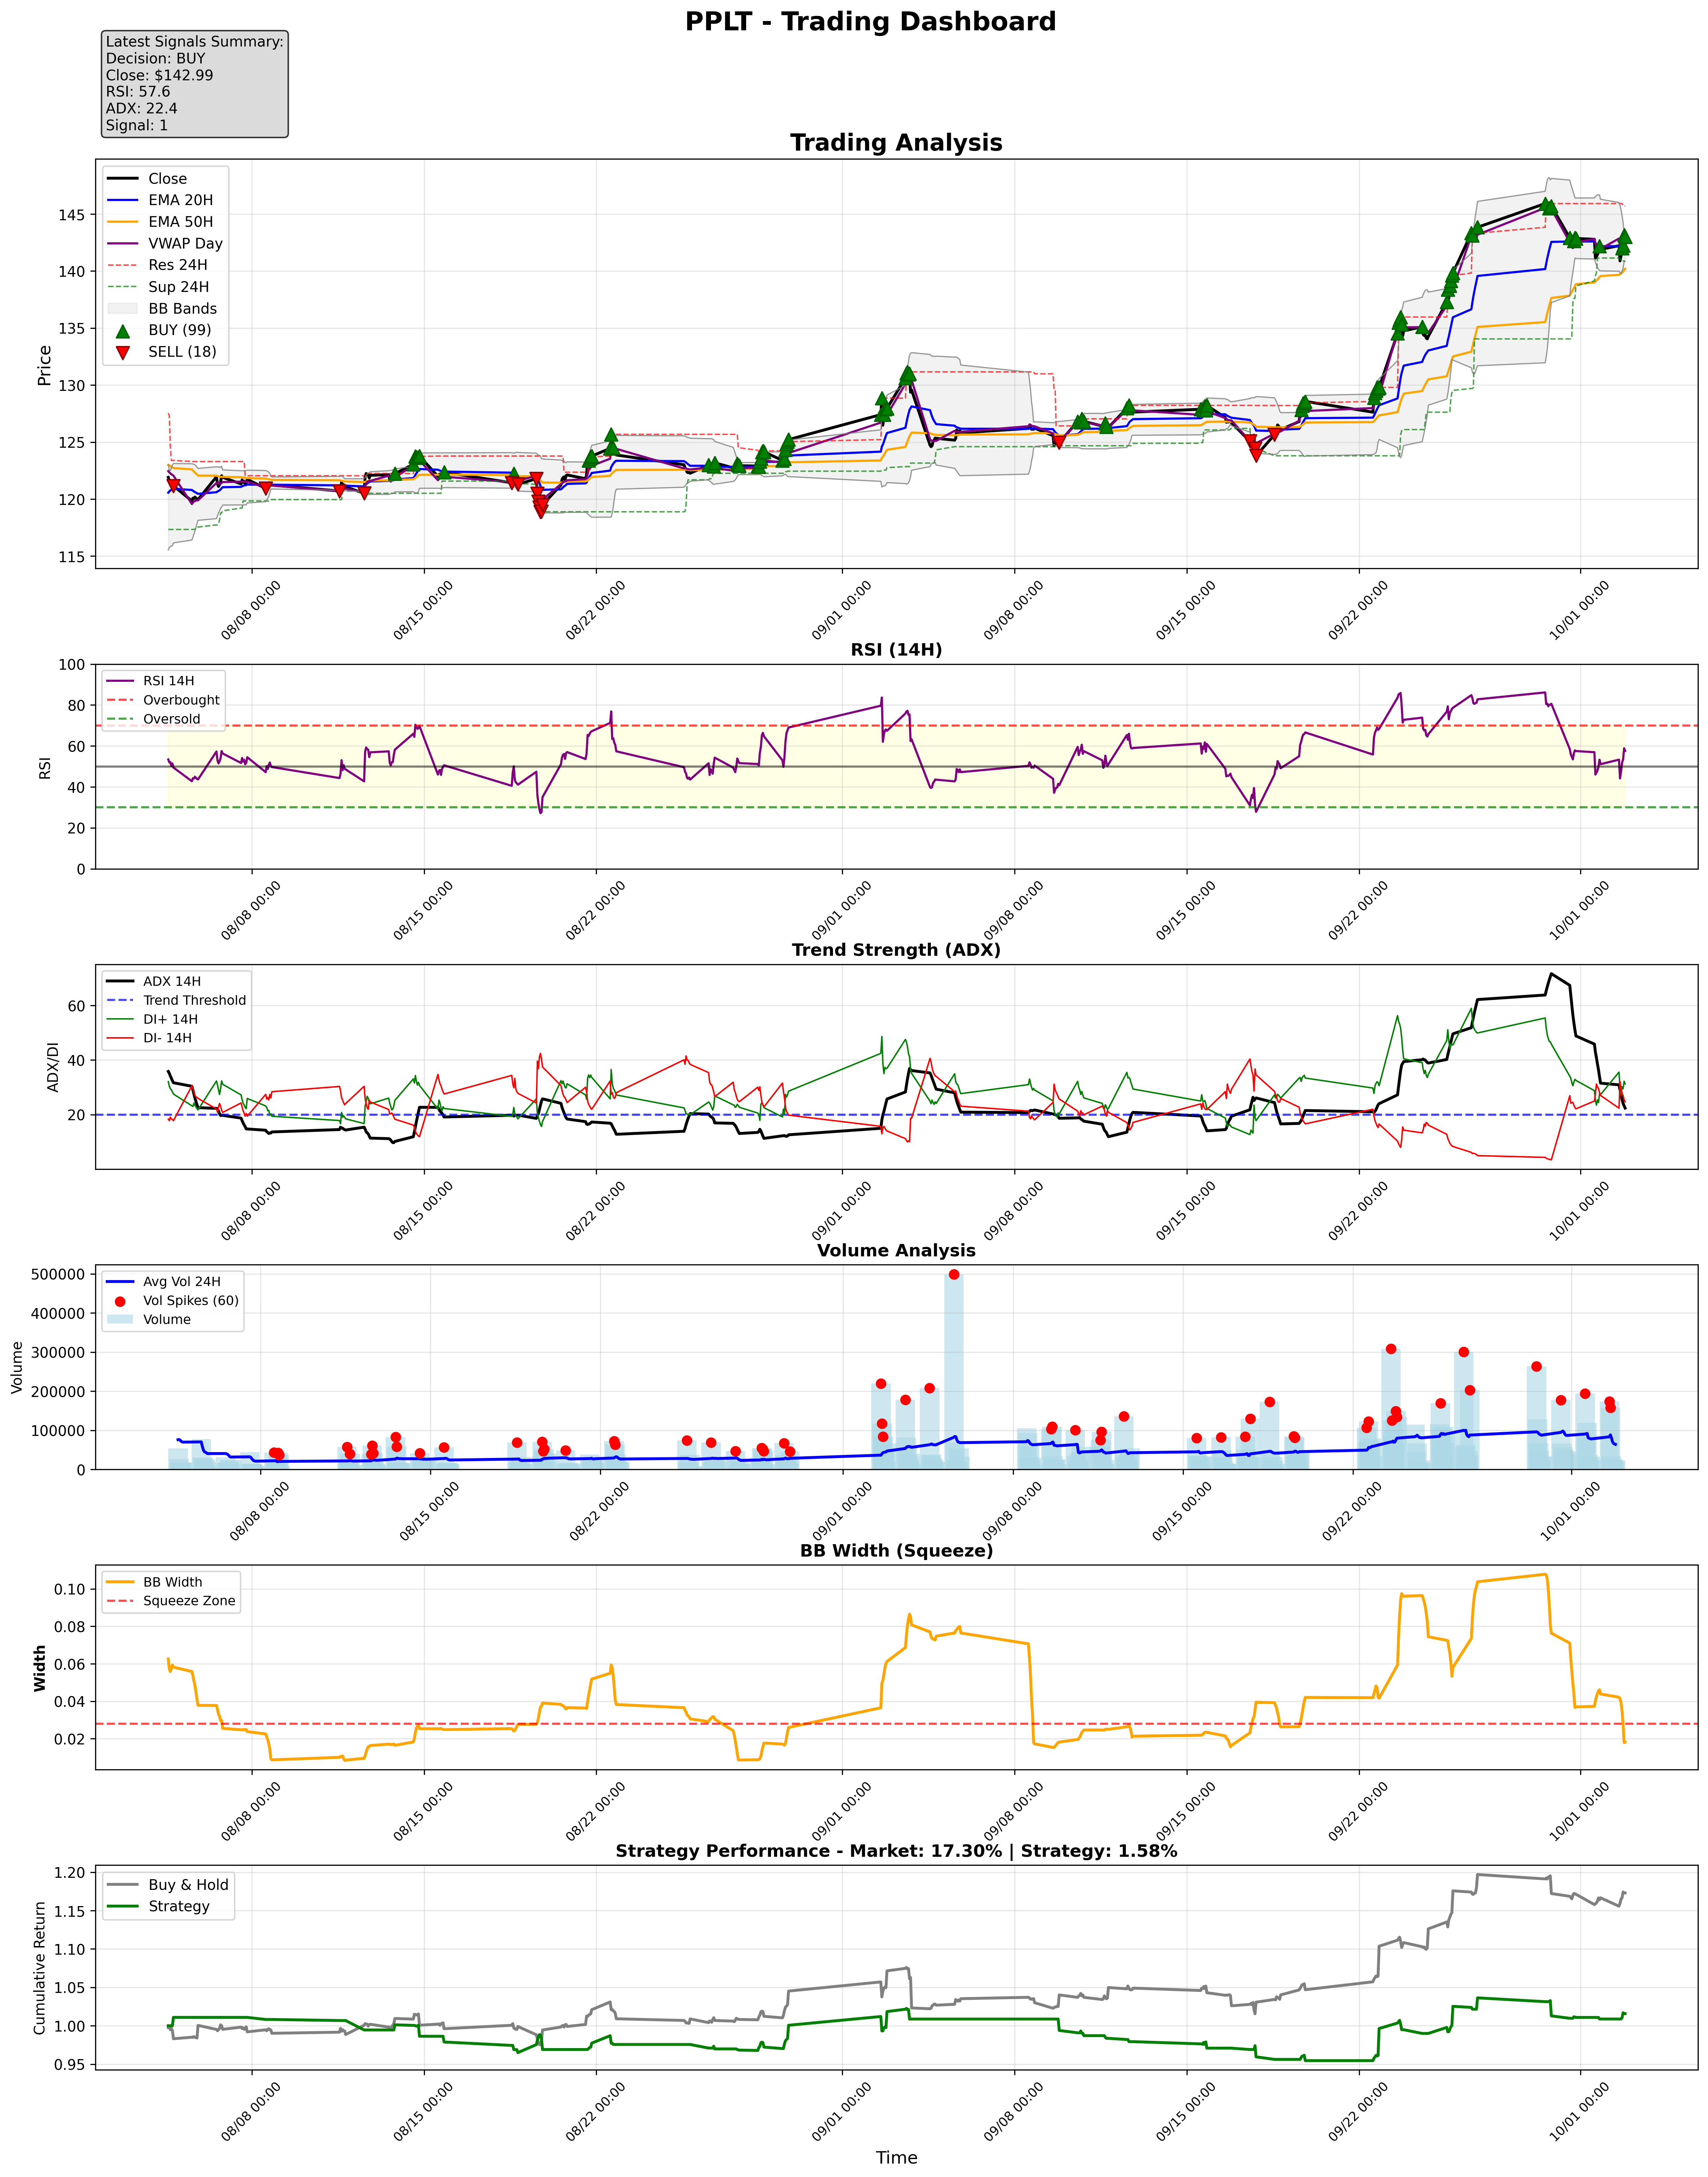 PPLT - Trading Dashboard
Latest Signals Summary:
Decision: BUY
Close: $142.99
RSI: 57.6
ADX: 22.4
Signal: 1
Trading Analysis
Close
EMA 20H
EMA 50H
VWAP Day
Res 24H
Sup 24H
BB Bands
BUY (99)
SELL (18)
Price
145
140
135
130
125
120
115
08/08 00:00
08/15 00:00
08/22 00:00
09/01 00:00
09/08 00:00
09/15 00:00
09/22 00:00
10/01 00:00
RSI (14H)
RSI 14H
Overbought
Oversold
RSI
100
80
60
40
20
0
08/08 00:00
08/15 00:00
08/22 00:00
09/01 00:00
09/08 00:00
09/15 00:00
09/22 00:00
10/01 00:00
Trend Strength (ADX)
ADX 14H
Trend Threshold
DI+ 14H
DI- 14H
ADX/DI
60
40
20
08/08 00:00
08/15 00:00
08/22 00:00
09/01 00:00
09/08 00:00
09/15 00:00
09/22 00:00
10/01 00:00
Volume Analysis
Avg Vol 24H
Vol Spikes (60)
Volume
Volume
500000
400000
300000
200000
100000
0
08/08 00:00
08/15 00:00
08/22 00:00
09/01 00:00
09/08 00:00
09/15 00:00
09/22 00:00
10/01 00:00
BB Width (Squeeze)
BB Width
Squeeze Zone
Width
0.10
0.08
0.06
0.04
0.02
08/08 00:00
08/15 00:00
08/22 00:00
09/01 00:00
09/08 00:00
09/15 00:00
09/22 00:00
10/01 00:00
Strategy Performance - Market: 17.30% | Strategy: 1.58%
Buy & Hold
Strategy
Cumulative Return
1.20
1.15
1.10
1.05
1.00
0.95
08/08 00:00
08/15 00:00
08/22 00:00
09/01 00:00
09/08 00:00
09/15 00:00
09/22 00:00
10/01 00:00
Time